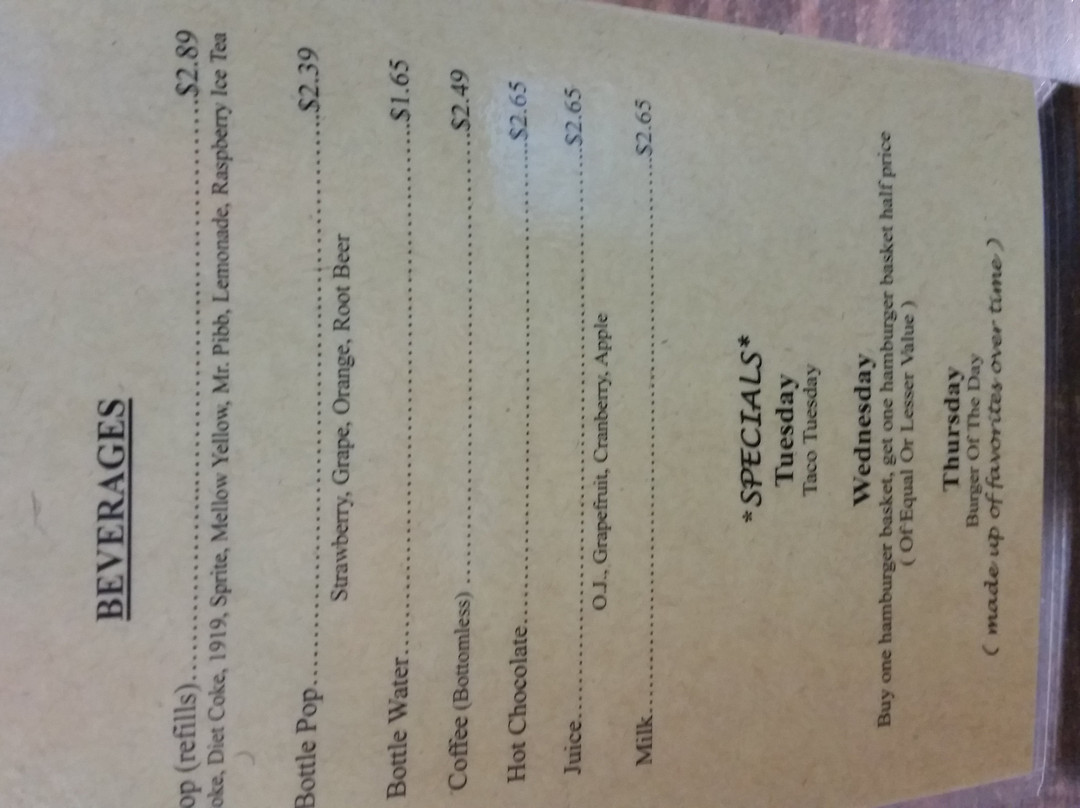 BEVERAGES
op (refills)..............................$2.89
oke, Diet Coke, 1919, Sprite, Mellow Yellow, Mr. Pibb, Lemonade, Raspberry Ice Tea
Bottle Pop..............................$2.39
Strawberry, Grape, Orange, Root Beer
Bottle Water..............................$1.65
Coffee (Bottomless)..............................$2.49
Hot Chocolate..............................$2.65
Juice..............................$2.65
O.J., Grapefruit, Cranberry, Apple
Milk..............................$2.65
*SPECIALS*
Tuesday
Taco Tuesday
Wednesday
Buy one hamburger basket, get one hamburger basket half price
( Of Equal Or Lesser Value )
Thursday
Burger Of The Day
( made up of favorites over time )